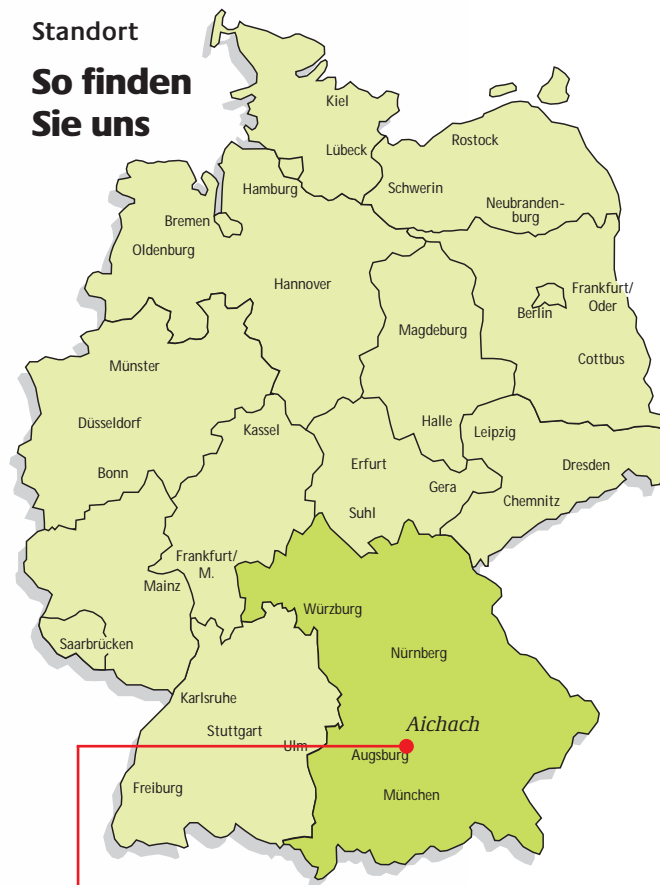 Standort
So finden
Sie uns
Kiel
Lübeck
Rostock
Hamburg
Schwerin
Neubranden-
burg
Bremen
Oldenburg
Hannover
Frankfurt/
Oder
Berlin
Magdeburg
Cottbus
Münster
Düsseldorf
Kassel
Halle
Leipzig
Bonn
Erfurt
Dresden
Gera
Chemnitz
Suhl
Frankfurt/
M.
Mainz
Würzburg
Saarbrücken
Nürnberg
Karlsruhe
Stuttgart
Aichach
Ulm
Augsburg
Freiburg
München